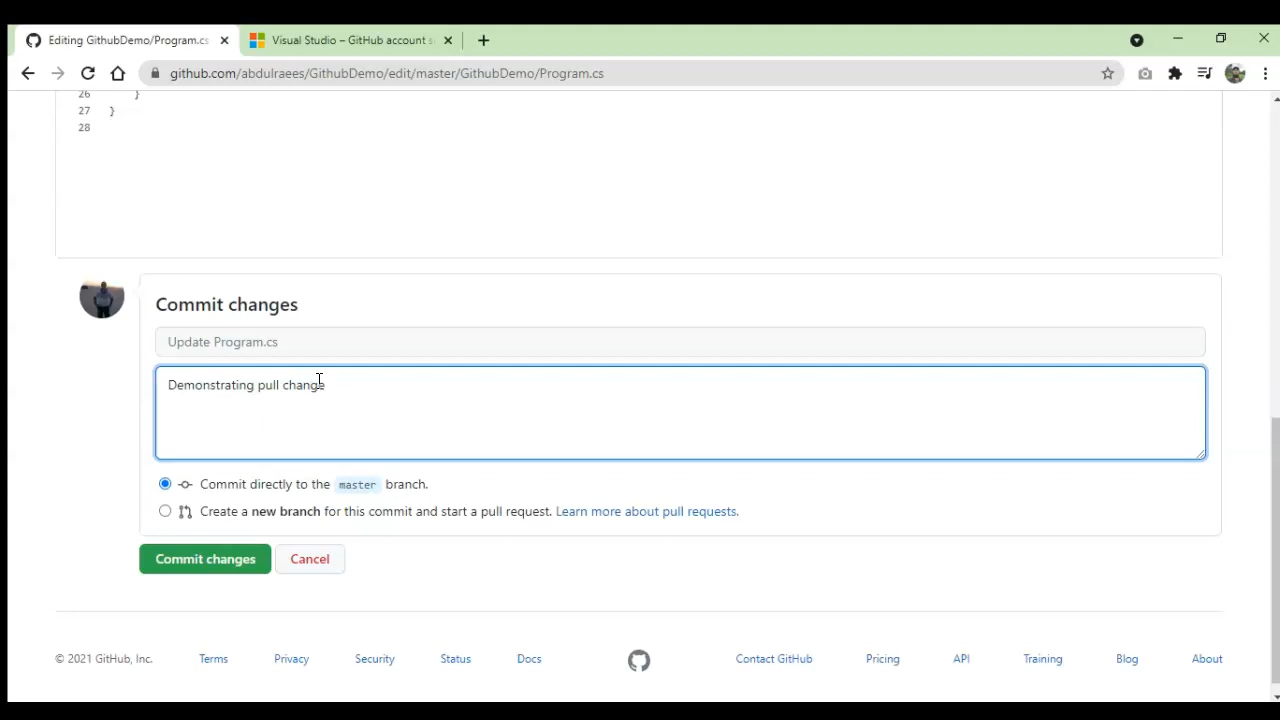 Editing GithubDemo/Program.cs
Visual Studio – GitHub account s
github.com/abdulraees/GithubDemo/edit/master/GithubDemo/Program.cs
26 }
27 }
28
Commit changes
Update Program.cs
Demonstrating pull change
Commit directly to the master branch.
Create a new branch for this commit and start a pull request. Learn more about pull requests.
Commit changes Cancel
© 2021 GitHub, Inc. Terms Privacy Security Status Docs Contact GitHub Pricing API Training Blog About